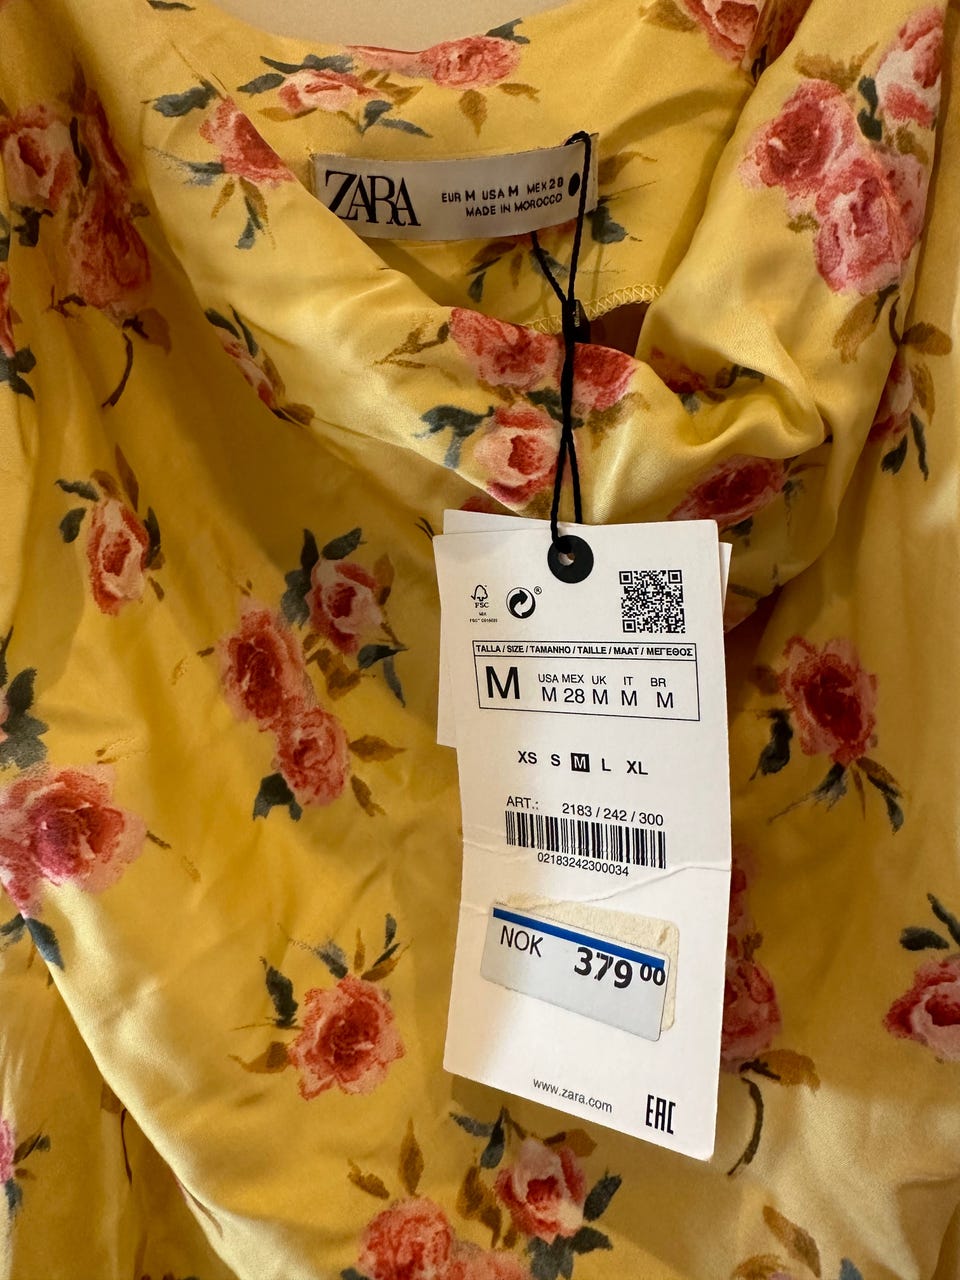 ZARA
EUR M USA M MEX 28
MADE IN MOROCCO
FSC
®
TALLA / SIZE / TAMANHO / TAILLE / MAAT / ΜΕΓΕΘΟΣ
M
USA MEX UK IT BR
M 28 M M M
XS S M L XL
ART.: 2183 / 242 / 300
02183242300034
NOK 379 00
www.zara.com
EAC